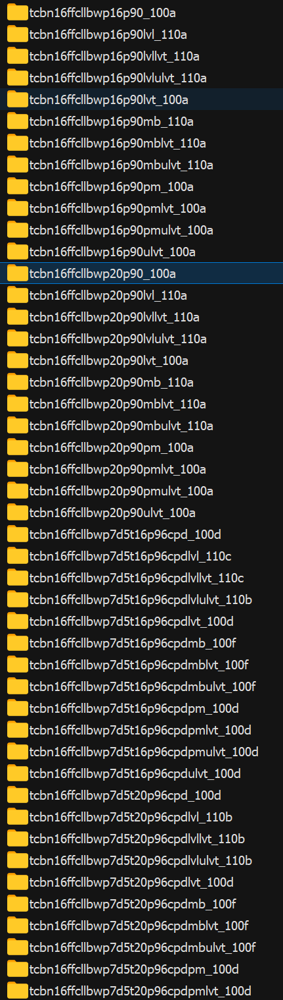 tcbn16ffcllbwp16p90_100a
tcbn16ffcllbwp16p90lvl_110a
tcbn16ffcllbwp16p90lvllvt_110a
tcbn16ffcllbwp16p90lvlulvt_110a
tcbn16ffcllbwp16p90lvt_100a
tcbn16ffcllbwp16p90mb_110a
tcbn16ffcllbwp16p90mblvt_110a
tcbn16ffcllbwp16p90mbulvt_110a
tcbn16ffcllbwp16p90pm_100a
tcbn16ffcllbwp16p90pmlvt_100a
tcbn16ffcllbwp16p90pmulvt_100a
tcbn16ffcllbwp16p90ulvt_100a
tcbn16ffcllbwp20p90_100a
tcbn16ffcllbwp20p90lvl_110a
tcbn16ffcllbwp20p90lvllvt_110a
tcbn16ffcllbwp20p90lvlulvt_110a
tcbn16ffcllbwp20p90lvt_100a
tcbn16ffcllbwp20p90mb_110a
tcbn16ffcllbwp20p90mblvt_110a
tcbn16ffcllbwp20p90mbulvt_110a
tcbn16ffcllbwp20p90pm_100a
tcbn16ffcllbwp20p90pmlvt_100a
tcbn16ffcllbwp20p90pmulvt_100a
tcbn16ffcllbwp20p90ulvt_100a
tcbn16ffcllbwp7d5t16p96cpd_100d
tcbn16ffcllbwp7d5t16p96cpdlvl_110c
tcbn16ffcllbwp7d5t16p96cpdlvllvt_110c
tcbn16ffcllbwp7d5t16p96cpdlvlulvt_110b
tcbn16ffcllbwp7d5t16p96cpdlvt_100d
tcbn16ffcllbwp7d5t16p96cpdmb_100f
tcbn16ffcllbwp7d5t16p96cpdmblvt_100f
tcbn16ffcllbwp7d5t16p96cpdmbulvt_100f
tcbn16ffcllbwp7d5t16p96cpdpm_100d
tcbn16ffcllbwp7d5t16p96cpdpmlvt_100d
tcbn16ffcllbwp7d5t16p96cpdpmulvt_100d
tcbn16ffcllbwp7d5t16p96cpdulvt_100d
tcbn16ffcllbwp7d5t20p96cpd_100d
tcbn16ffcllbwp7d5t20p96cpdlvl_110b
tcbn16ffcllbwp7d5t20p96cpdlvllvt_110b
tcbn16ffcllbwp7d5t20p96cpdlvlulvt_110b
tcbn16ffcllbwp7d5t20p96cpdlvt_100d
tcbn16ffcllbwp7d5t20p96cpdmb_100f
tcbn16ffcllbwp7d5t20p96cpdmblvt_100f
tcbn16ffcllbwp7d5t20p96cpdmbulvt_100f
tcbn16ffcllbwp7d5t20p96cpdpm_100d
tcbn16ffcllbwp7d5t20p96cpdpmlvt_100d